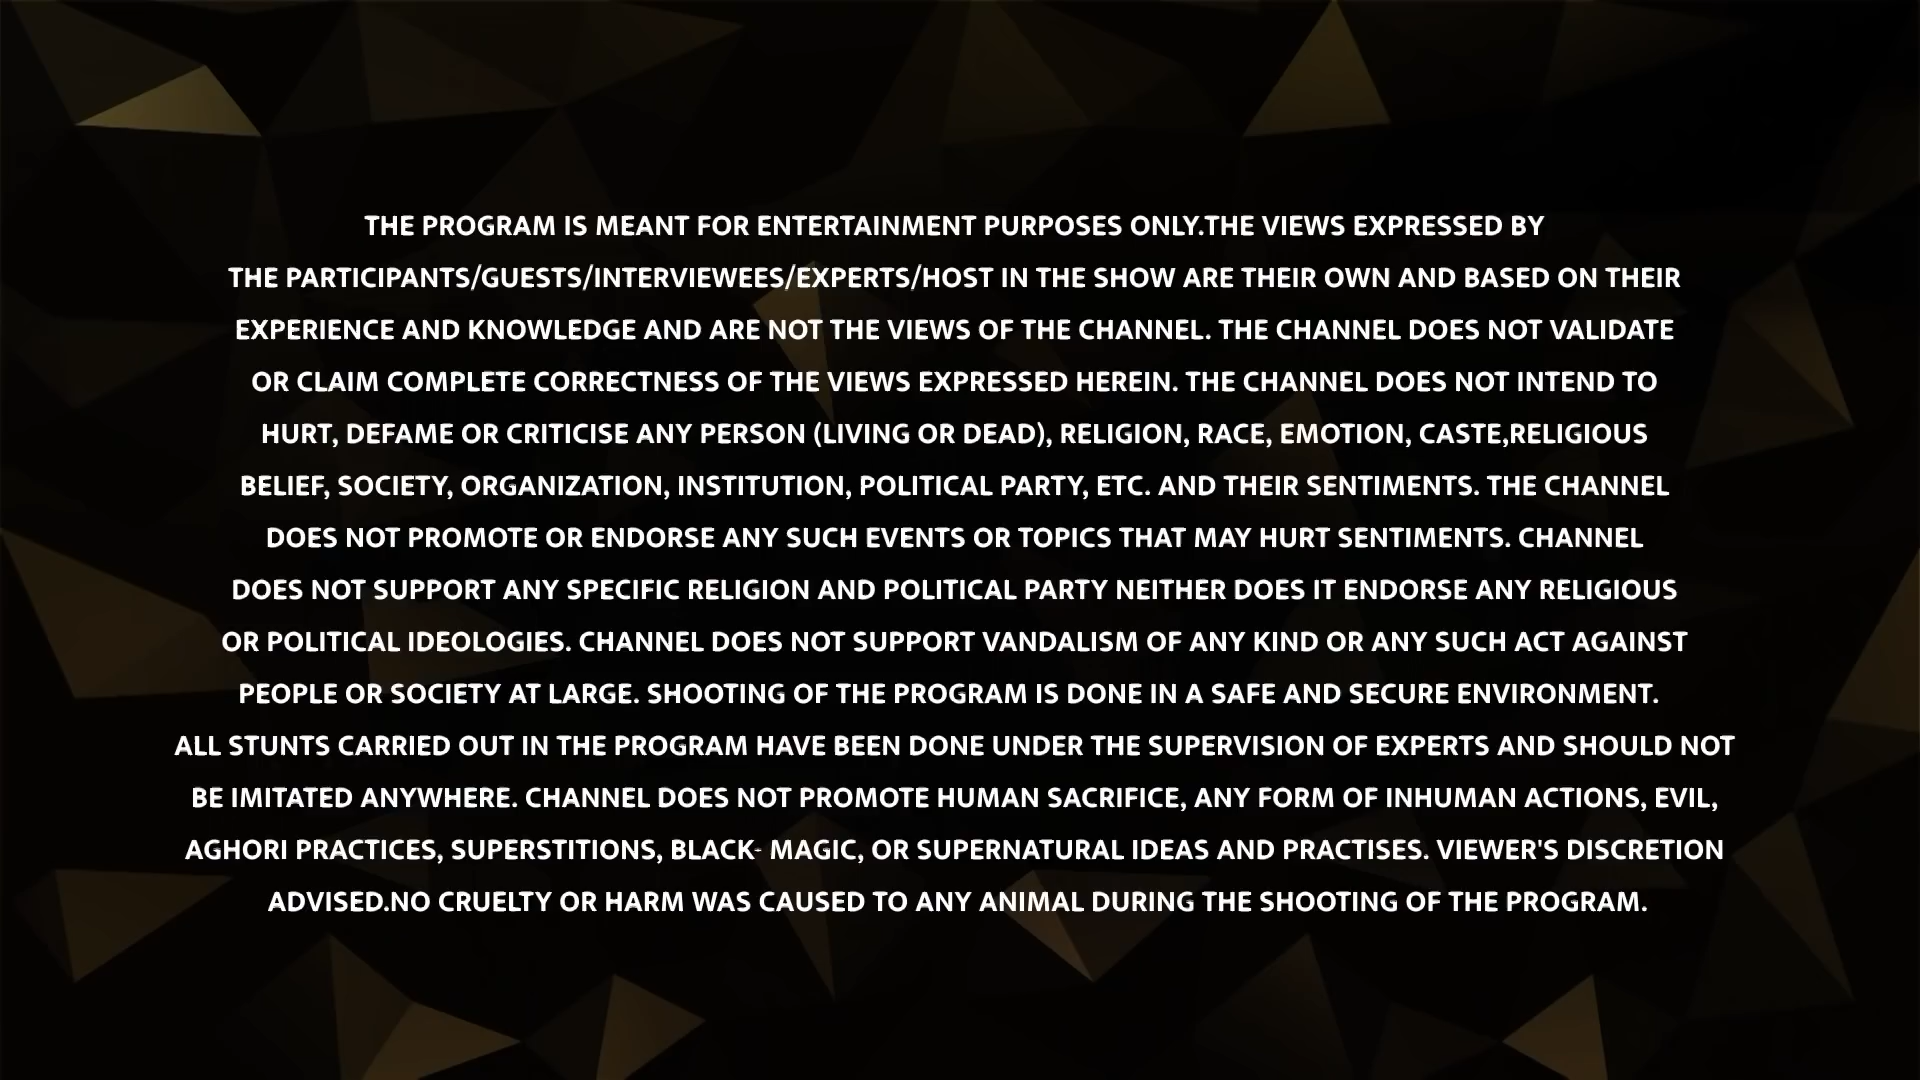 THE PROGRAM IS MEANT FOR ENTERTAINMENT PURPOSES ONLY.THE VIEWS EXPRESSED BY
THE PARTICIPANTS/GUESTS/INTERVIEWEES/EXPERTS/HOST IN THE SHOW ARE THEIR OWN AND BASED ON THEIR
EXPERIENCE AND KNOWLEDGE AND ARE NOT THE VIEWS OF THE CHANNEL. THE CHANNEL DOES NOT VALIDATE
OR CLAIM COMPLETE CORRECTNESS OF THE VIEWS EXPRESSED HEREIN. THE CHANNEL DOES NOT INTEND TO
HURT, DEFAME OR CRITICISE ANY PERSON (LIVING OR DEAD), RELIGION, RACE, EMOTION, CASTE,RELIGIOUS
BELIEF, SOCIETY, ORGANIZATION, INSTITUTION, POLITICAL PARTY, ETC. AND THEIR SENTIMENTS. THE CHANNEL
DOES NOT PROMOTE OR ENDORSE ANY SUCH EVENTS OR TOPICS THAT MAY HURT SENTIMENTS. CHANNEL
DOES NOT SUPPORT ANY SPECIFIC RELIGION AND POLITICAL PARTY NEITHER DOES IT ENDORSE ANY RELIGIOUS
OR POLITICAL IDEOLOGIES. CHANNEL DOES NOT SUPPORT VANDALISM OF ANY KIND OR ANY SUCH ACT AGAINST
PEOPLE OR SOCIETY AT LARGE. SHOOTING OF THE PROGRAM IS DONE IN A SAFE AND SECURE ENVIRONMENT.
ALL STUNTS CARRIED OUT IN THE PROGRAM HAVE BEEN DONE UNDER THE SUPERVISION OF EXPERTS AND SHOULD NOT
BE IMITATED ANYWHERE. CHANNEL DOES NOT PROMOTE HUMAN SACRIFICE, ANY FORM OF INHUMAN ACTIONS, EVIL,
AGHORI PRACTICES, SUPERSTITIONS, BLACK- MAGIC, OR SUPERNATURAL IDEAS AND PRACTISES. VIEWER'S DISCRETION
ADVISED.NO CRUELTY OR HARM WAS CAUSED TO ANY ANIMAL DURING THE SHOOTING OF THE PROGRAM.